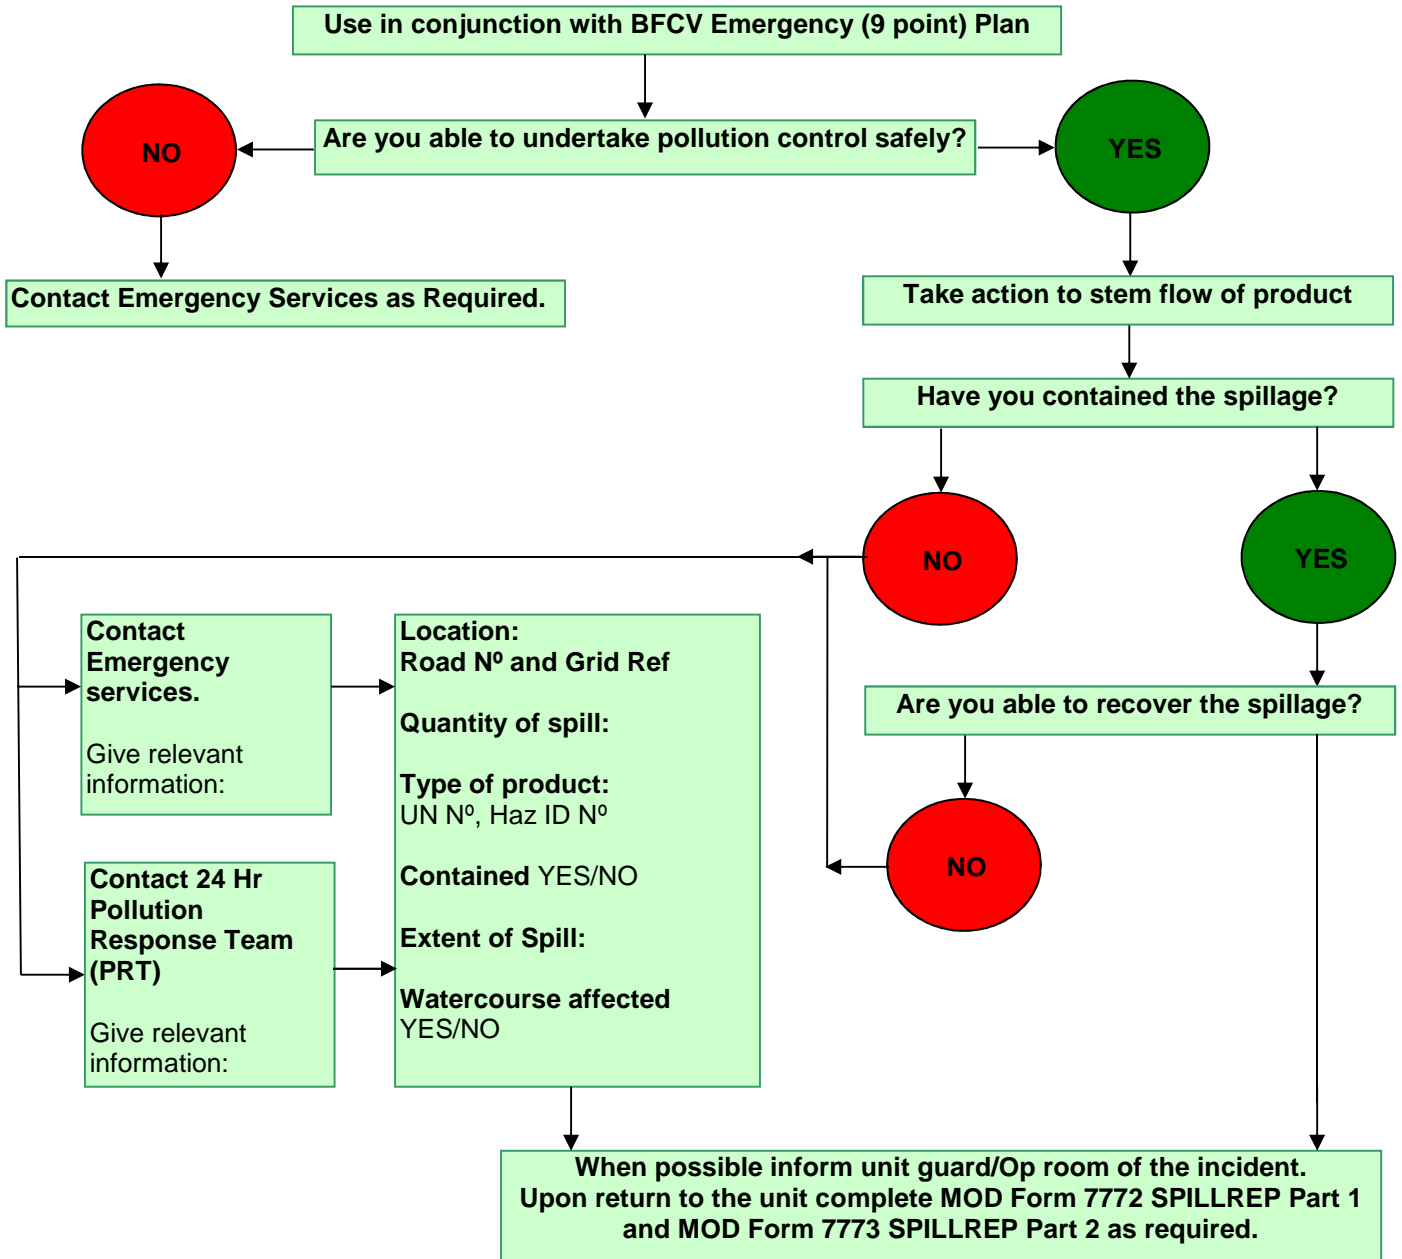 Use in conjunction with BFCV Emergency (9 point) Plan
Are you able to undertake pollution control safely?
NO
YES
Contact Emergency Services as Required.
Take action to stem flow of product
Have you contained the spillage?
NO
YES
Are you able to recover the spillage?
NO
Contact
Emergency
services.
Give relevant
information:
Contact 24 Hr
Pollution
Response Team
(PRT)
Give relevant
information:
Location:
Road Nº and Grid Ref
Quantity of spill:
Type of product:
UN Nº, Haz ID Nº
Contained YES/NO
Extent of Spill:
Watercourse affected
YES/NO
When possible inform unit guard/Op room of the incident.
Upon return to the unit complete MOD Form 7772 SPILLREP Part 1
and MOD Form 7773 SPILLREP Part 2 as required.